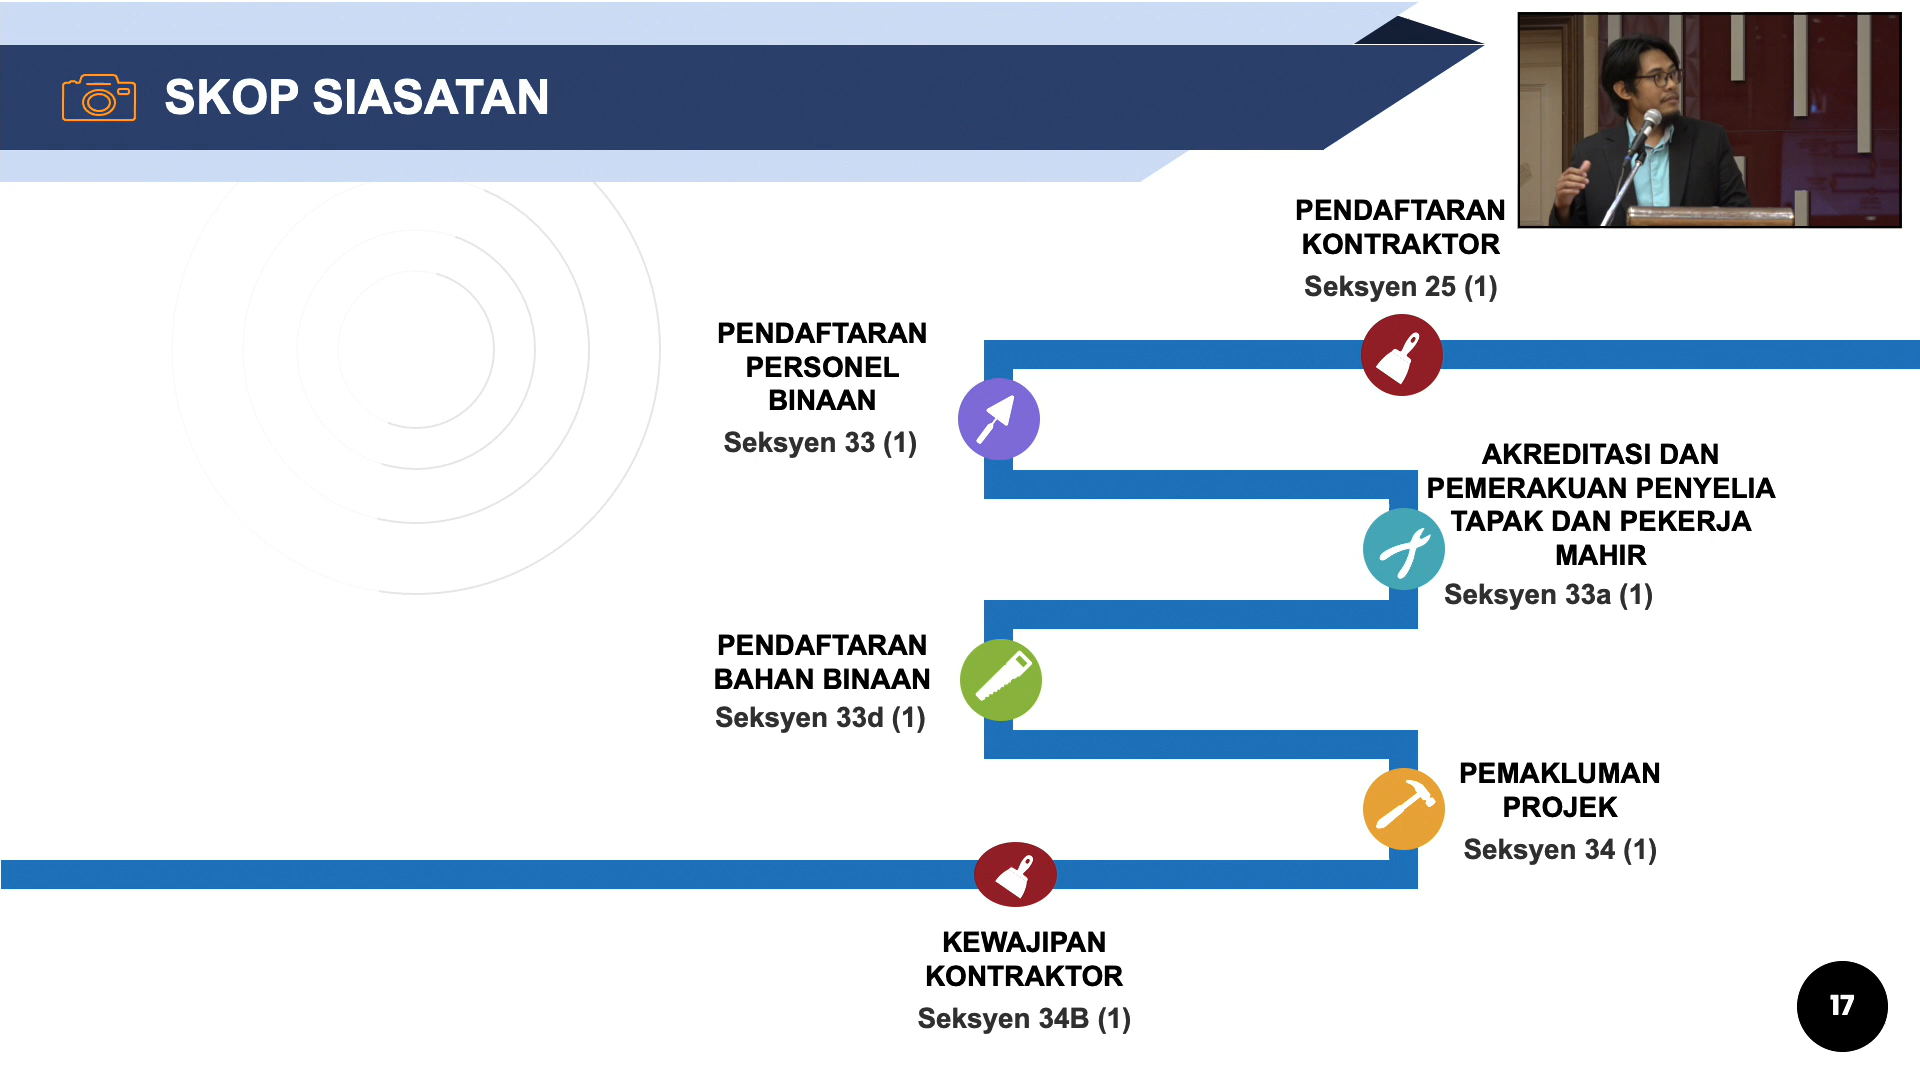 SKOP SIASATAN
PENDAFTARAN
KONTRAKTOR
Seksyen 25 (1)
PENDAFTARAN
PERSONEL
BINAAN
Seksyen 33 (1)
AKREDITASI DAN
PEMERAKUAN PENYELIA
TAPAK DAN PEKERJA
MAHIR
Seksyen 33a (1)
PENDAFTARAN
BAHAN BINAAN
Seksyen 33d (1)
PEMAKLUMAN
PROJEK
Seksyen 34 (1)
KEWAJIPAN
KONTRAKTOR
Seksyen 34B (1)
17